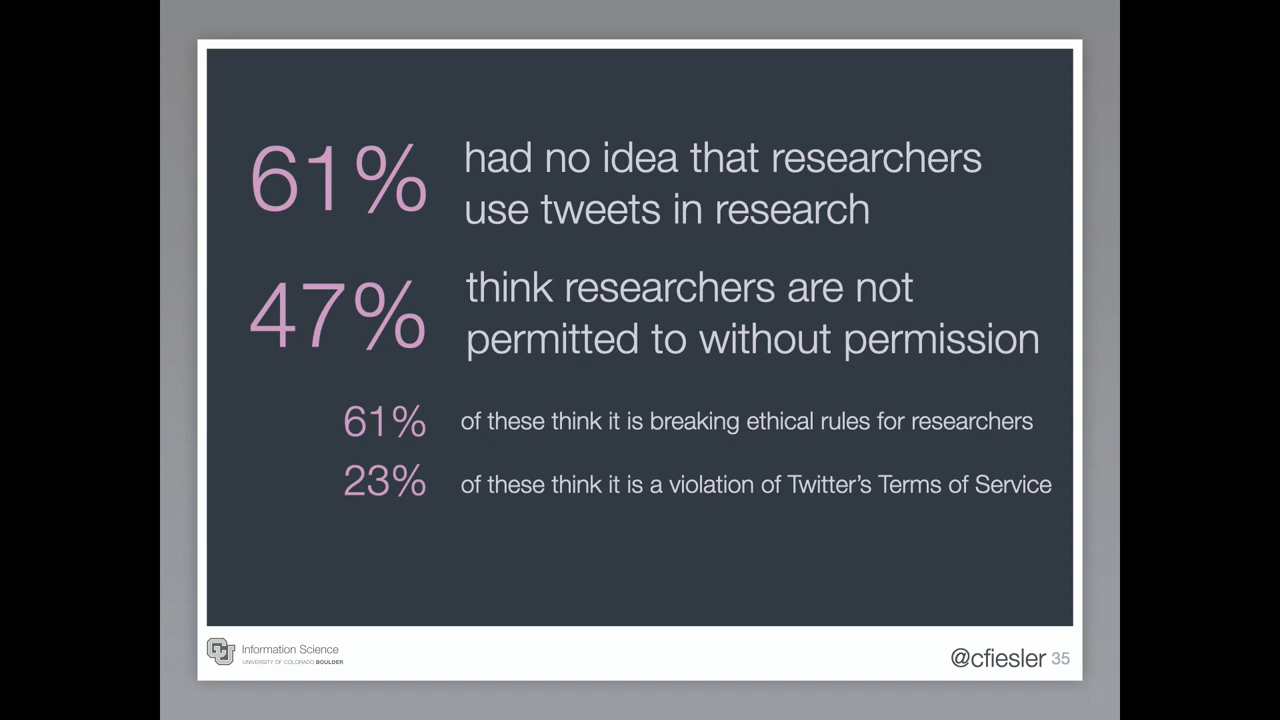 61%
had no idea that researchers
use tweets in research
47%
think researchers are not
permitted to without permission
61%
of these think it is breaking ethical rules for researchers
23%
of these think it is a violation of Twitter’s Terms of Service
CU
Information Science
UNIVERSITY OF COLORADO BOULDER
@cfiesler 35